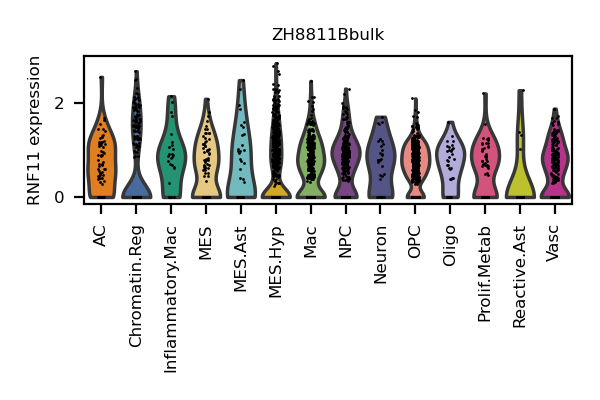 ZH8811Bbulk
RNF11 expression
2
0
AC
Chromatin.Reg
Inflammatory.Mac
MES
MES.Ast
MES.Hyp
Mac
NPC
Neuron
OPC
Oligo
Prolif.Metab
Reactive.Ast
Vasc